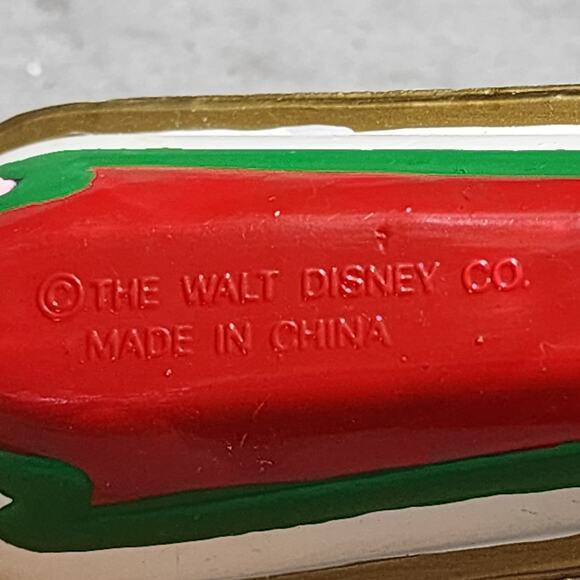 © THE WALT DISNEY CO.
MADE IN CHINA